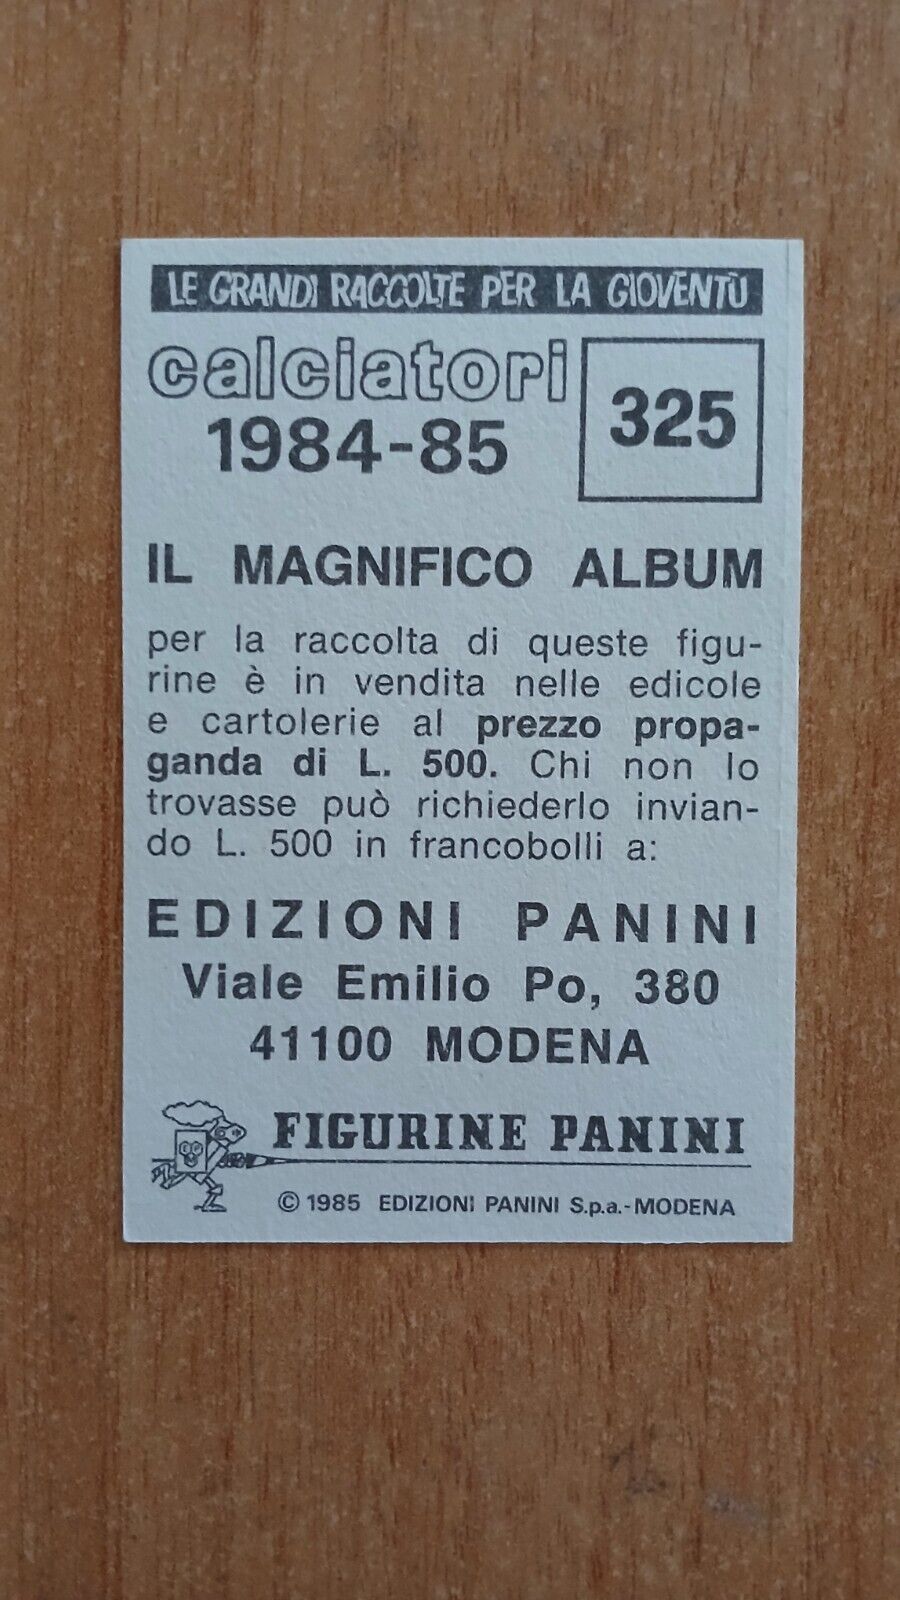 LE GRANDI RACCOLTE PER LA GIOVENTÙ
calciatori
1984-85
325
IL MAGNIFICO ALBUM
per la raccolta di queste figu-
rine è in vendita nelle edicole
e cartolerie al prezzo propa-
ganda di L. 500. Chi non lo
trovasse può richiederlo invian-
do L. 500 in francobolli a:
EDIZIONI PANINI
Viale Emilio Po, 380
41100 MODENA
FIGURINE PANINI
© 1985 EDIZIONI PANINI S.p.a.-MODENA